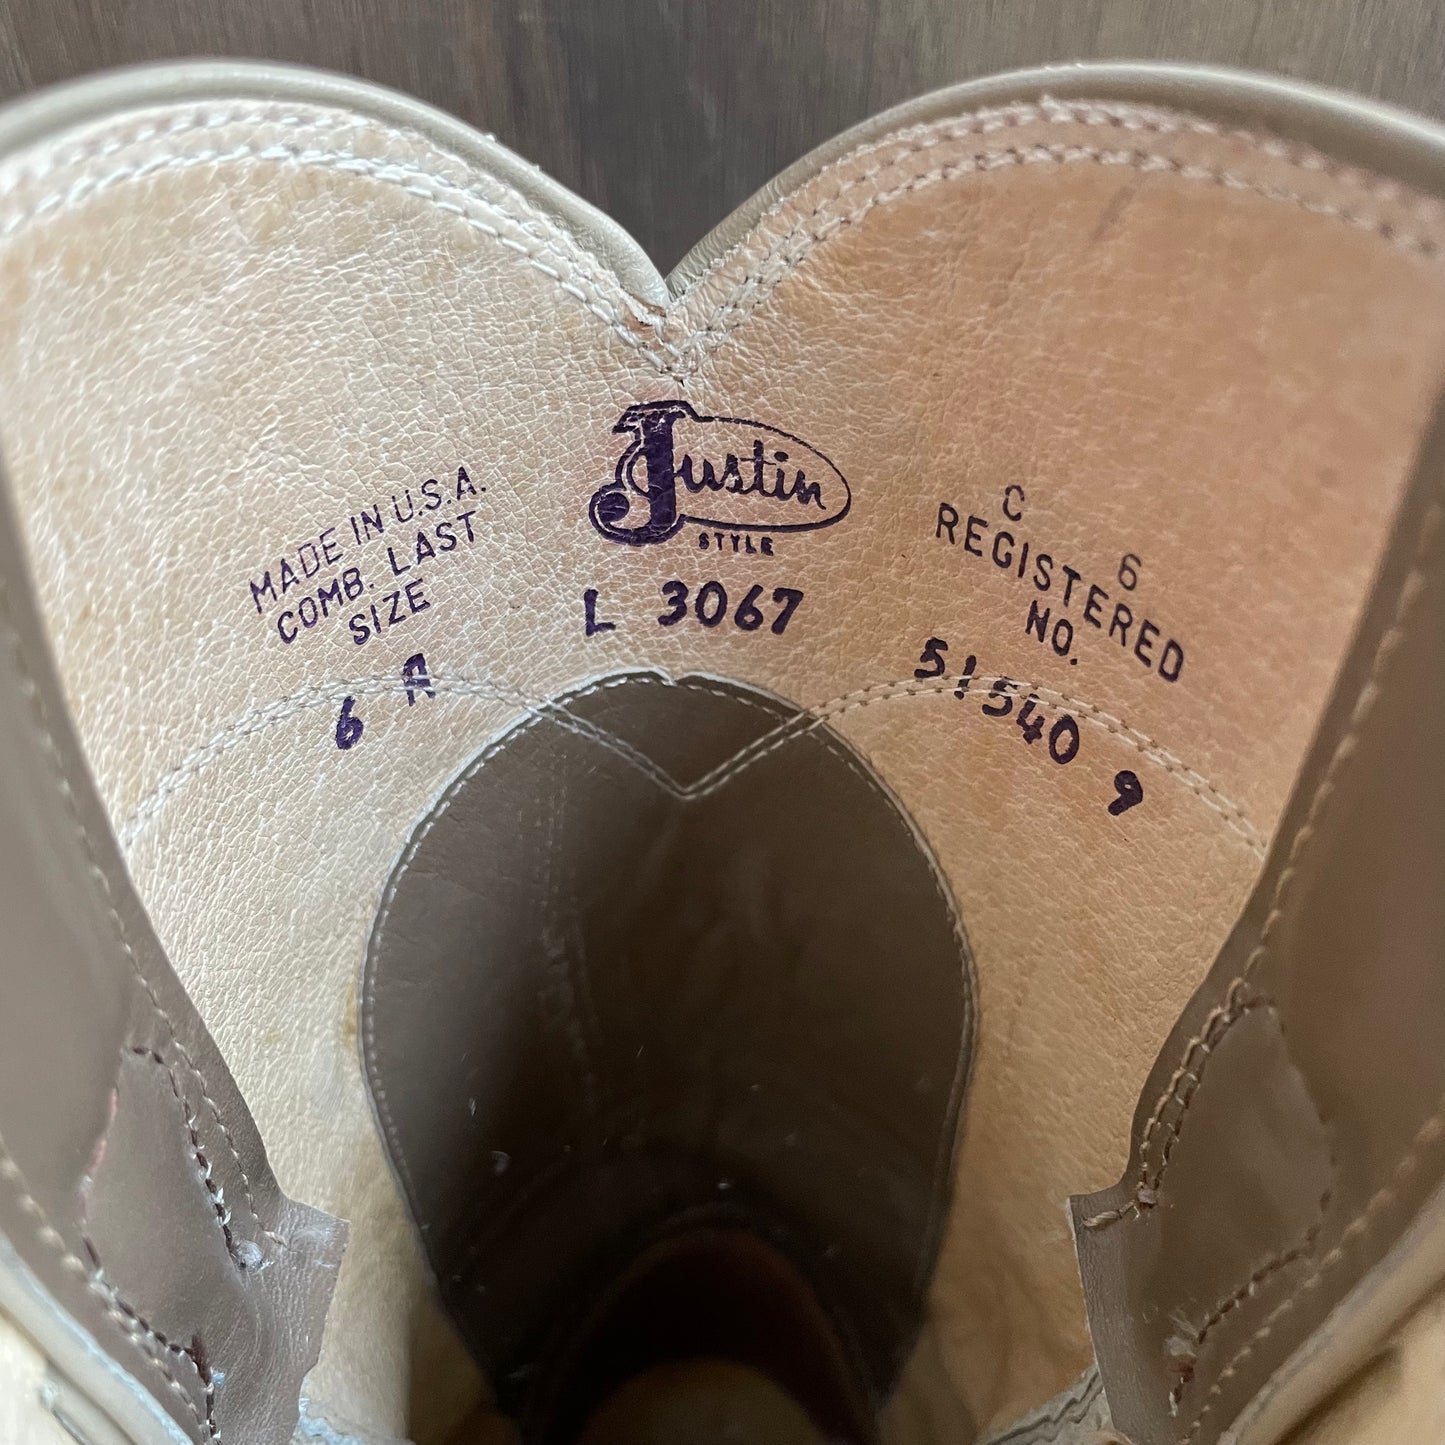 MADE IN U.S.A.
COMB. LAST
SIZE
6 A
Justin
STYLE
L 3067
C 6
REGISTERED
NO.
51540 9